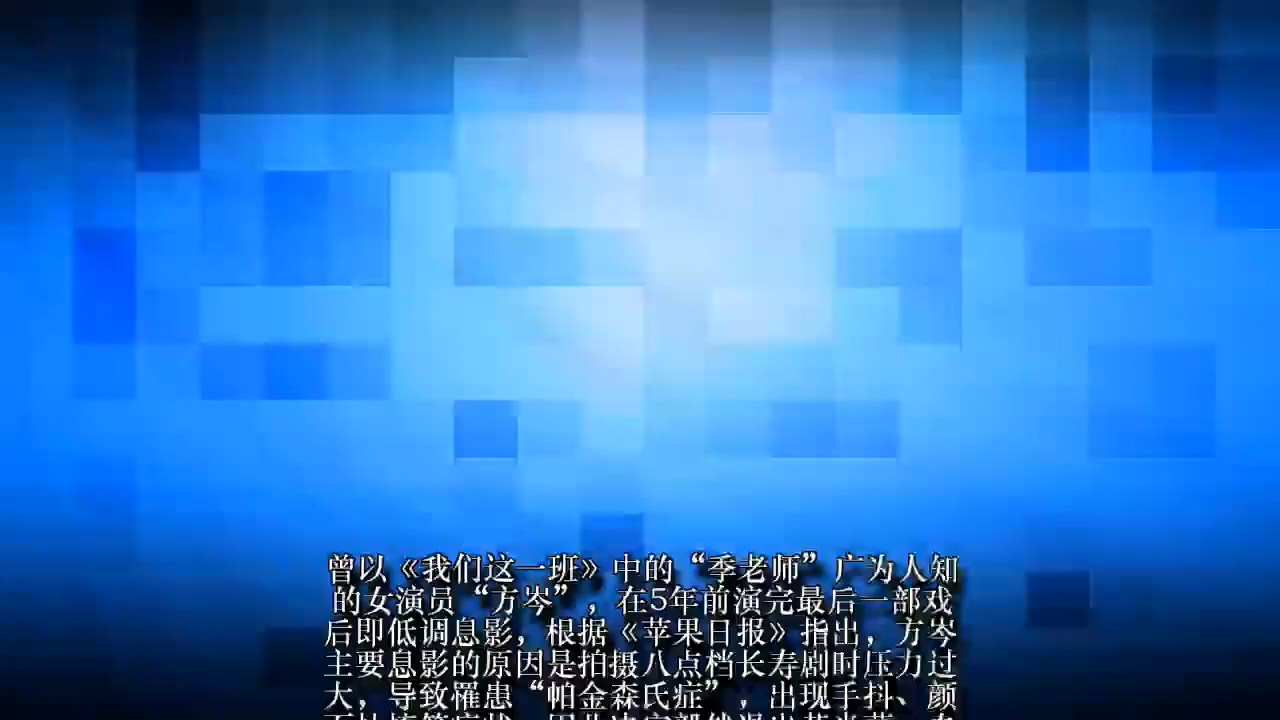 曾以《我们这一班》中的“季老师”广为人知
的女演员“方岑”，在5年前演完最后一部戏
后即低调息影，根据《苹果日报》指出，方岑
主要息影的原因是拍摄八点档长寿剧时压力过
大，导致罹患“帕金森氏症”，出现手抖、颜